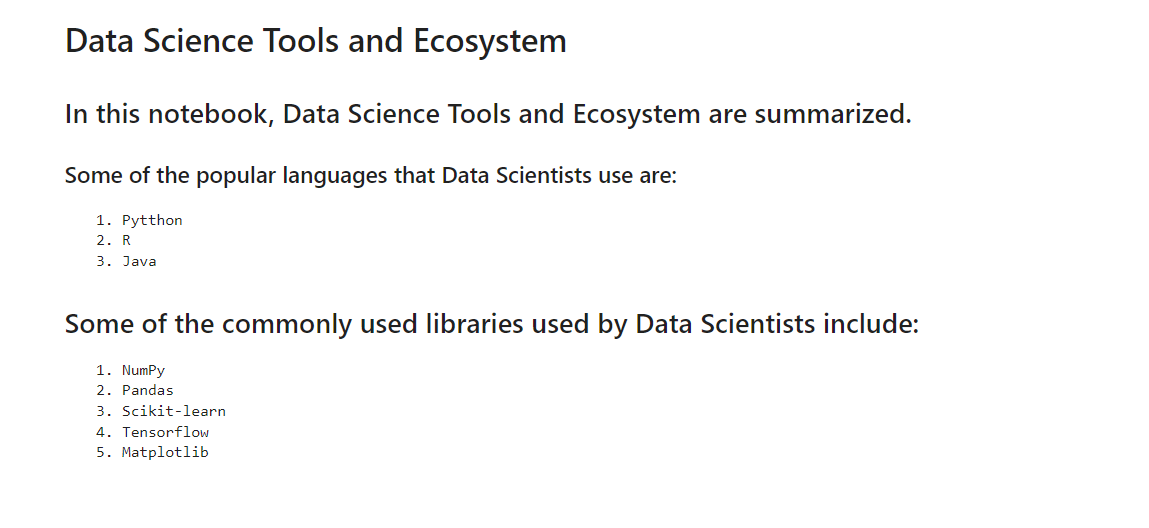 Data Science Tools and Ecosystem
In this notebook, Data Science Tools and Ecosystem are summarized.
Some of the popular languages that Data Scientists use are:
1. Pytthon
2. R
3. Java
Some of the commonly used libraries used by Data Scientists include:
1. NumPy
2. Pandas
3. Scikit-learn
4. Tensorflow
5. Matplotlib